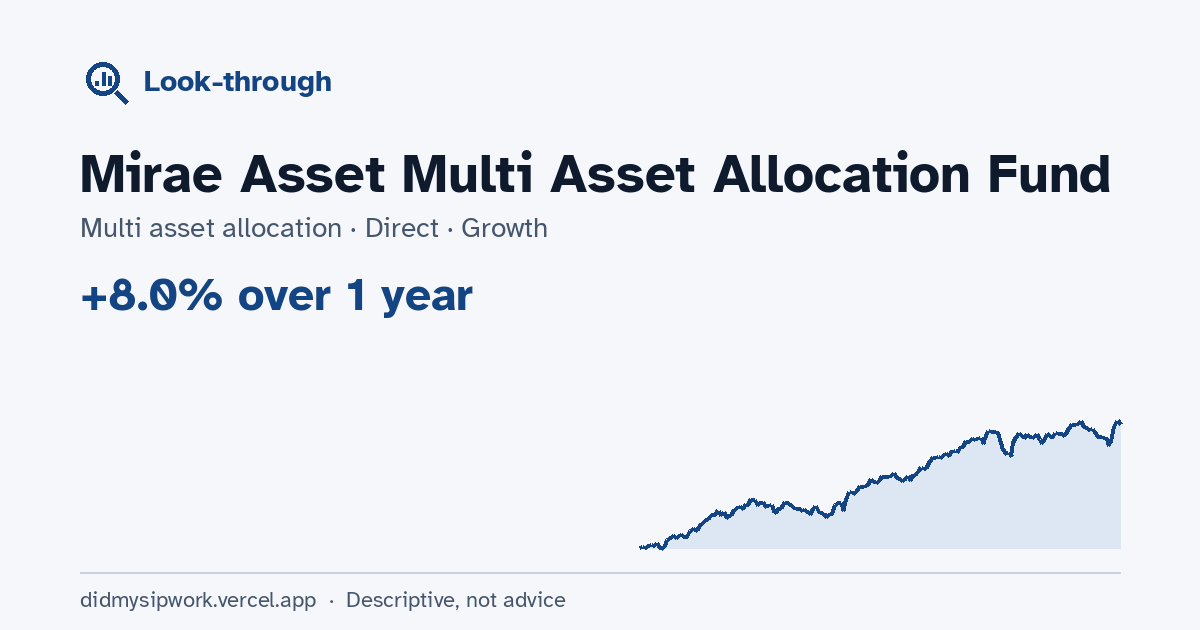 Look-through
Mirae Asset Multi Asset Allocation Fund
Multi asset allocation · Direct · Growth
+8.0% over 1 year
didmysipwork.vercel.app · Descriptive, not advice